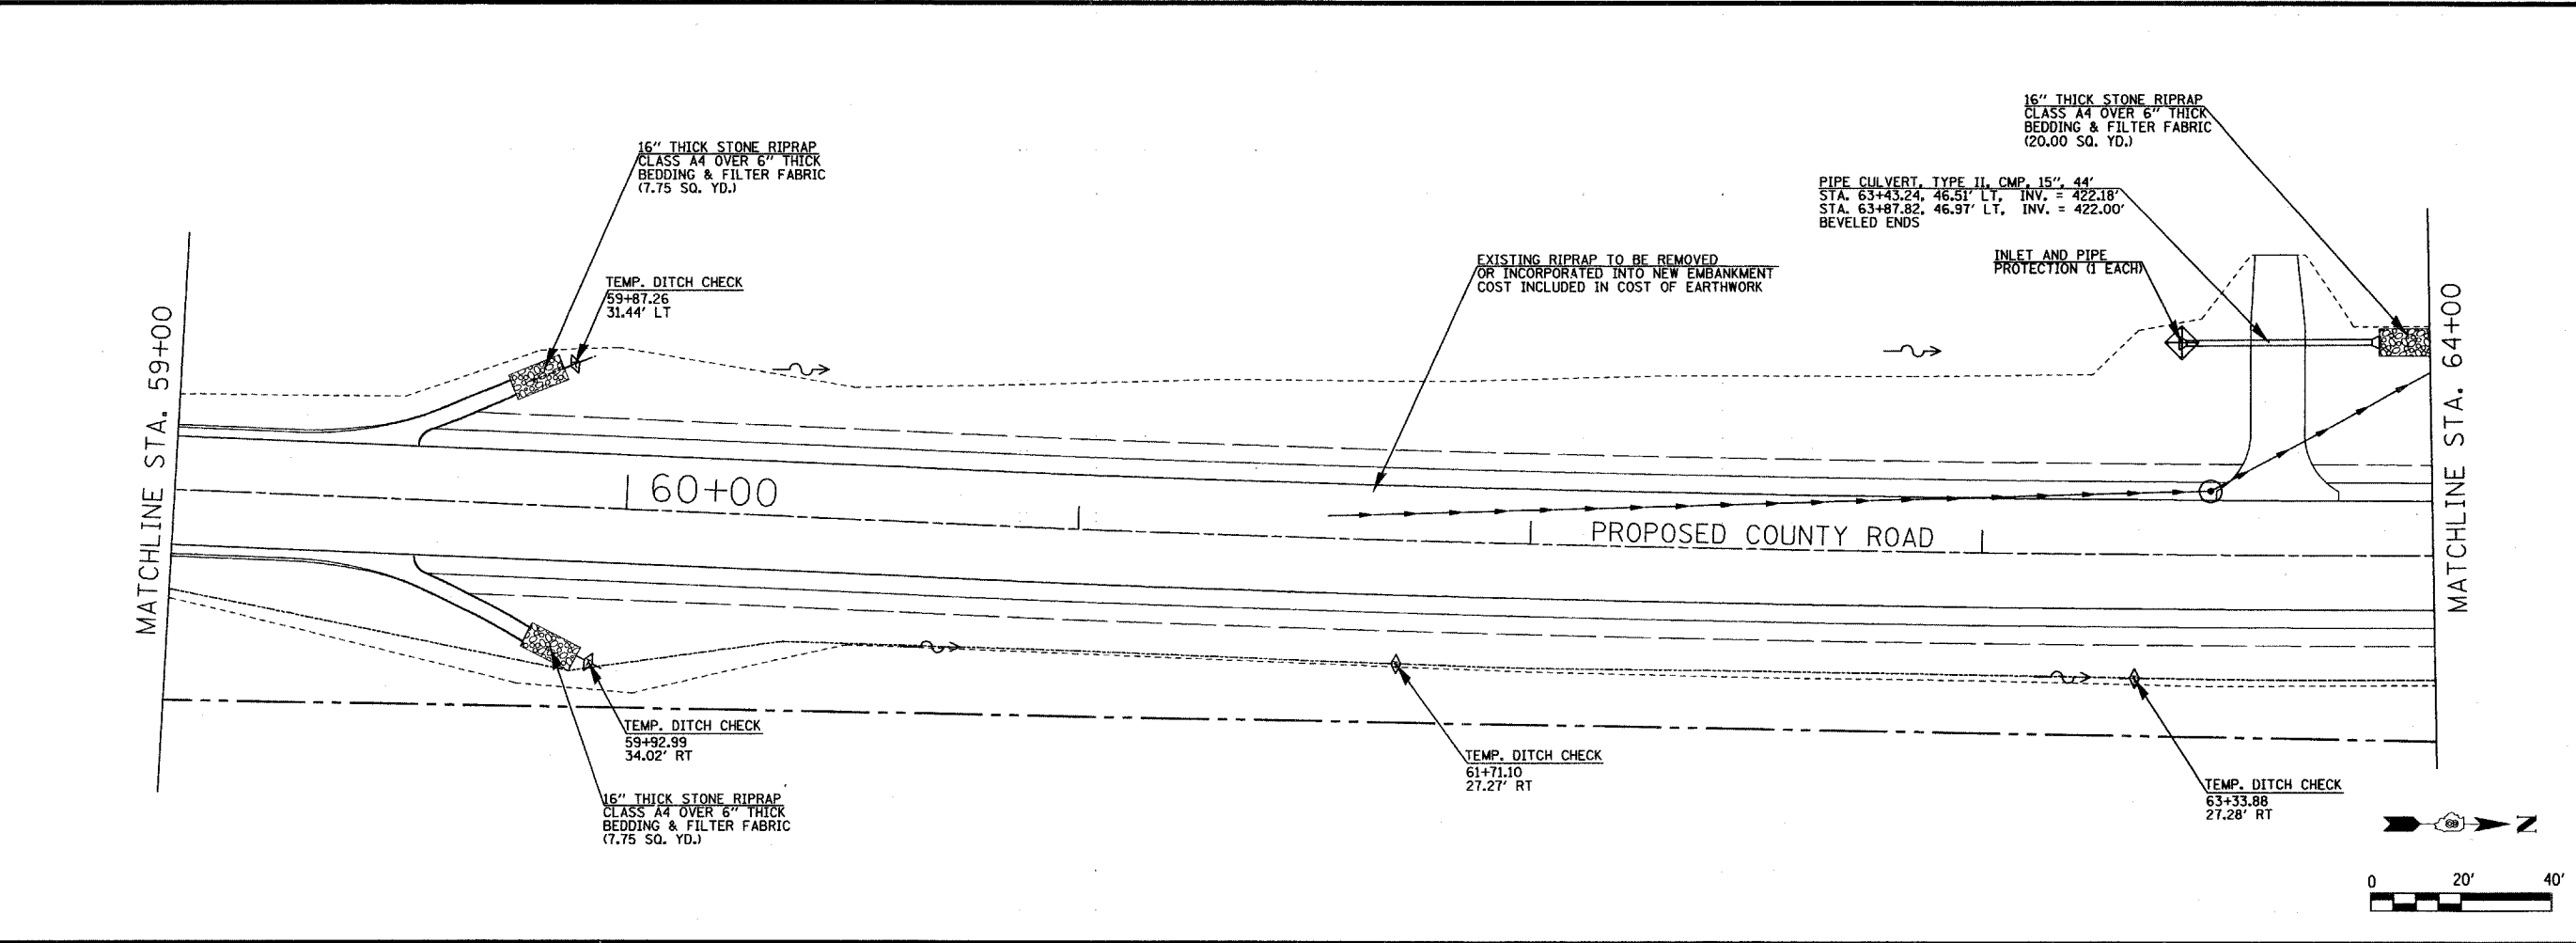 16" THICK STONE RIPRAP
CLASS A4 OVER 6" THICK
BEDDING & FILTER FABRIC
(20.00 SQ. YD.)
16" THICK STONE RIPRAP
CLASS A4 OVER 6" THICK
BEDDING & FILTER FABRIC
(7.75 SQ. YD.)
PIPE CULVERT, TYPE II, CMP, 15", 44'
STA. 63+43.24, 46.51' LT, INV. = 422.18'
STA. 63+87.82, 46.97' LT, INV. = 422.00'
BEVELED ENDS
INLET AND PIPE
PROTECTION (1 EACH)
EXISTING RIPRAP TO BE REMOVED
OR INCORPORATED INTO NEW EMBANKMENT
COST INCLUDED IN COST OF EARTHWORK
TEMP. DITCH CHECK
59+87.26
31.44' LT
MATCHLINE STA. 59+00
MATCHLINE STA. 64+00
60+00
PROPOSED COUNTY ROAD
TEMP. DITCH CHECK
59+92.99
34.02' RT
TEMP. DITCH CHECK
61+71.10
27.27' RT
TEMP. DITCH CHECK
63+33.88
27.28' RT
16" THICK STONE RIPRAP
CLASS A4 OVER 6" THICK
BEDDING & FILTER FABRIC
(7.75 SQ. YD.)
N
0 20' 40'